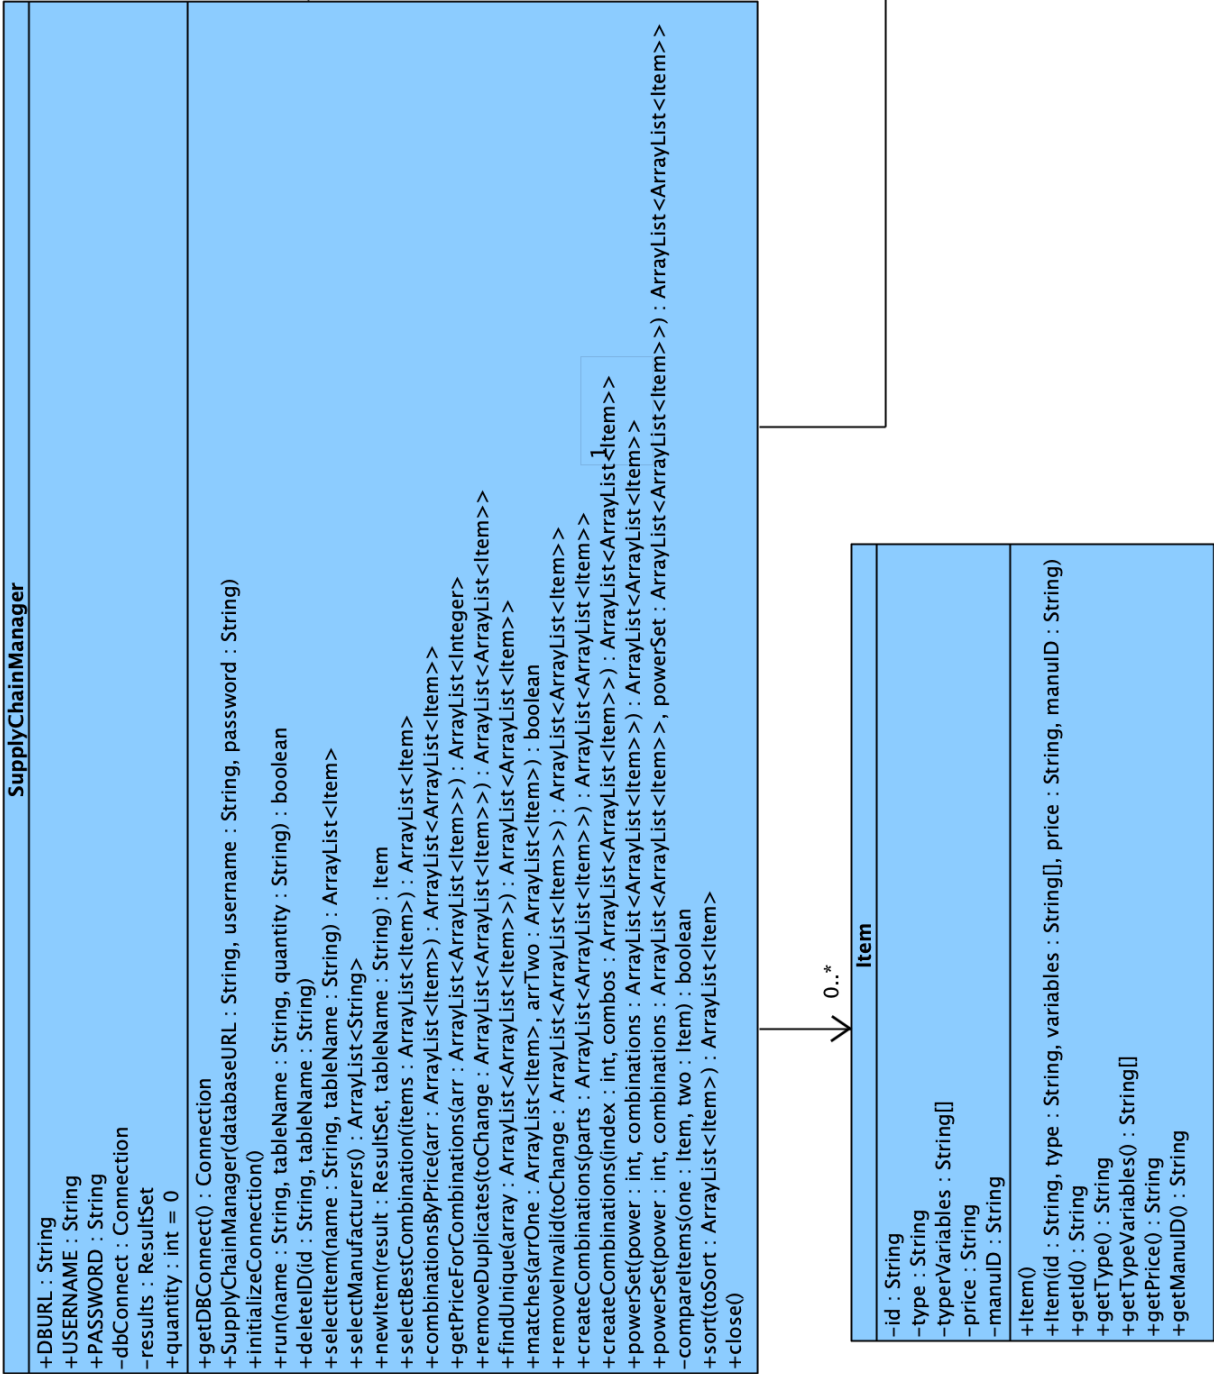 SupplyChainManager
+DBURL : String
+USERNAME : String
+PASSWORD : String
-dbConnect : Connection
-results : ResultSet
+quantity : int = 0
+getDBConnect() : Connection
+SupplyChainManager(databaseURL : String, username : String, password : String)
+initializeConnection()
+run(name : String, tableName : String, quantity : String) : boolean
+deleteID(id : String, tableName : String)
+selectItem(name : String, tableName : String) : ArrayList<Item>
+selectManufacturers() : ArrayList<String>
+newItem(result : ResultSet, tableName : String) : Item
+selectBestCombination(items : ArrayList<Item>) : ArrayList<Item>
+combinationsByPrice(arr : ArrayList<Item>) : ArrayList<ArrayList<Item>>
+getPriceForCombinations(arr : ArrayList<ArrayList<Item>>) : ArrayList<Integer>
+removeDuplicates(toChange : ArrayList<ArrayList<Item>>) : ArrayList<ArrayList<Item>>
+findUnique(array : ArrayList<ArrayList<Item>>) : ArrayList<ArrayList<Item>>
+matches(arrOne : ArrayList<Item>, arrTwo : ArrayList<Item>) : boolean
+removeInvalid(toChange : ArrayList<ArrayList<Item>>) : ArrayList<ArrayList<Item>>
+createCombinations(parts : ArrayList<ArrayList<Item>>) : ArrayList<ArrayList<Item>>
+createCombinations(index : int, combos : ArrayList<ArrayList<Item>>) : ArrayList<ArrayList<Item>>
1
+powerSet(power : int, combinations : ArrayList<ArrayList<Item>>) : ArrayList<ArrayList<Item>>
+powerSet(power : int, combinations : ArrayList<ArrayList<Item>>, powerSet : ArrayList<ArrayList<Item>>) : ArrayList<ArrayList<Item>>
-compareItems(one : Item, two : Item) : boolean
+sort(toSort : ArrayList<Item>) : ArrayList<Item>
+close()
0..*
Item
-id : String
-type : String
-typerVariables : String[]
-price : String
-manuID : String
+Item()
+Item(id : String, type : String, variables : String[], price : String, manuID : String)
+getId() : String
+getType() : String
+getTypeVariables() : String[]
+getPrice() : String
+getManuID() : String